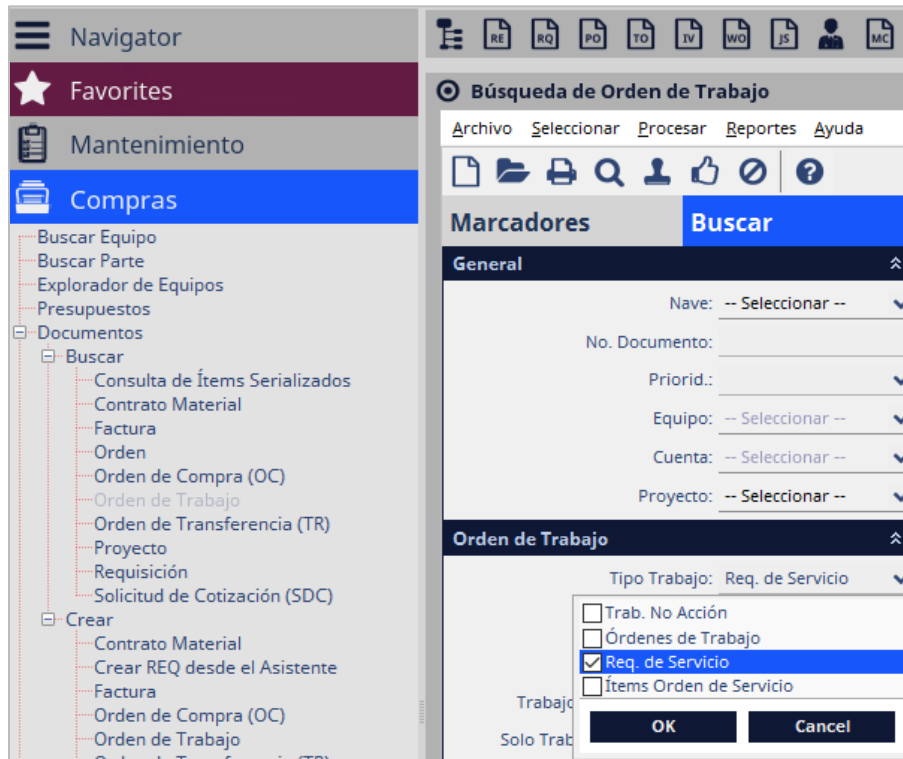 Navigator
Favorites
Mantenimiento
Compras
Buscar Equipo
Buscar Parte
Explorador de Equipos
Presupuestos
Documentos
Buscar
Consulta de Ítems Serializados
Contrato Material
Factura
Orden
Orden de Compra (OC)
Orden de Trabajo
Orden de Transferencia (TR)
Proyecto
Requisición
Solicitud de Cotización (SDC)
Crear
Contrato Material
Crear REQ desde el Asistente
Factura
Orden de Compra (OC)
Orden de Trabajo
RE RQ PO TO IV WO JS MC
Búsqueda de Orden de Trabajo
Archivo Seleccionar Procesar Reportes Ayuda
Marcadores Buscar
General
Nave: -- Seleccionar --
No. Documento:
Priorid.:
Equipo: -- Seleccionar --
Cuenta: -- Seleccionar --
Proyecto: -- Seleccionar --
Orden de Trabajo
Tipo Trabajo: Req. de Servicio
Trab. No Acción
Órdenes de Trabajo
Req. de Servicio
Ítems Orden de Servicio
OK Cancel
Solo